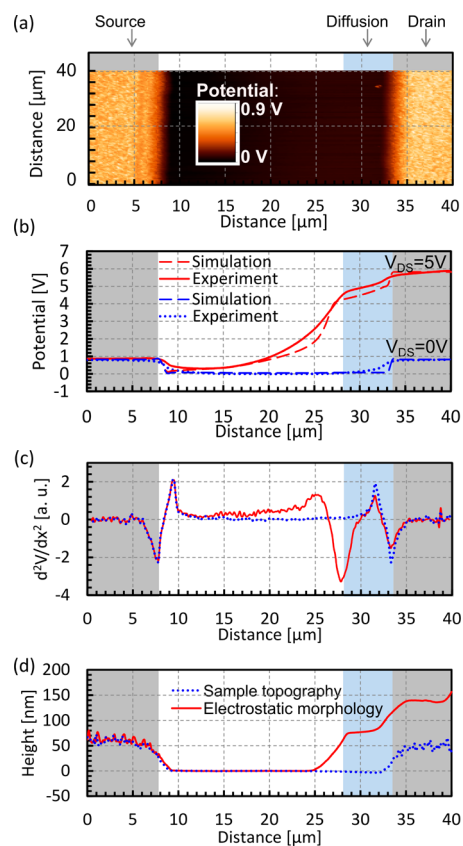 (a)
Source Diffusion Drain
Distance [μm]
40
20
0
Potential:
0.9 V
0 V
0 5 10 15 20 25 30 35 40
Distance [μm]
(b)
Potential [V]
7
6
5
4
3
2
1
0
-1
Simulation
Experiment
Simulation
Experiment
V_DS=5V
V_DS=0V
0 5 10 15 20 25 30 35 40
Distance [μm]
(c)
d²V/dx² [a. u.]
2
0
-2
-4
0 5 10 15 20 25 30 35 40
Distance [μm]
(d)
Height [nm]
200
150
100
50
0
-50
Sample topography
Electrostatic morphology
0 5 10 15 20 25 30 35 40
Distance [μm]